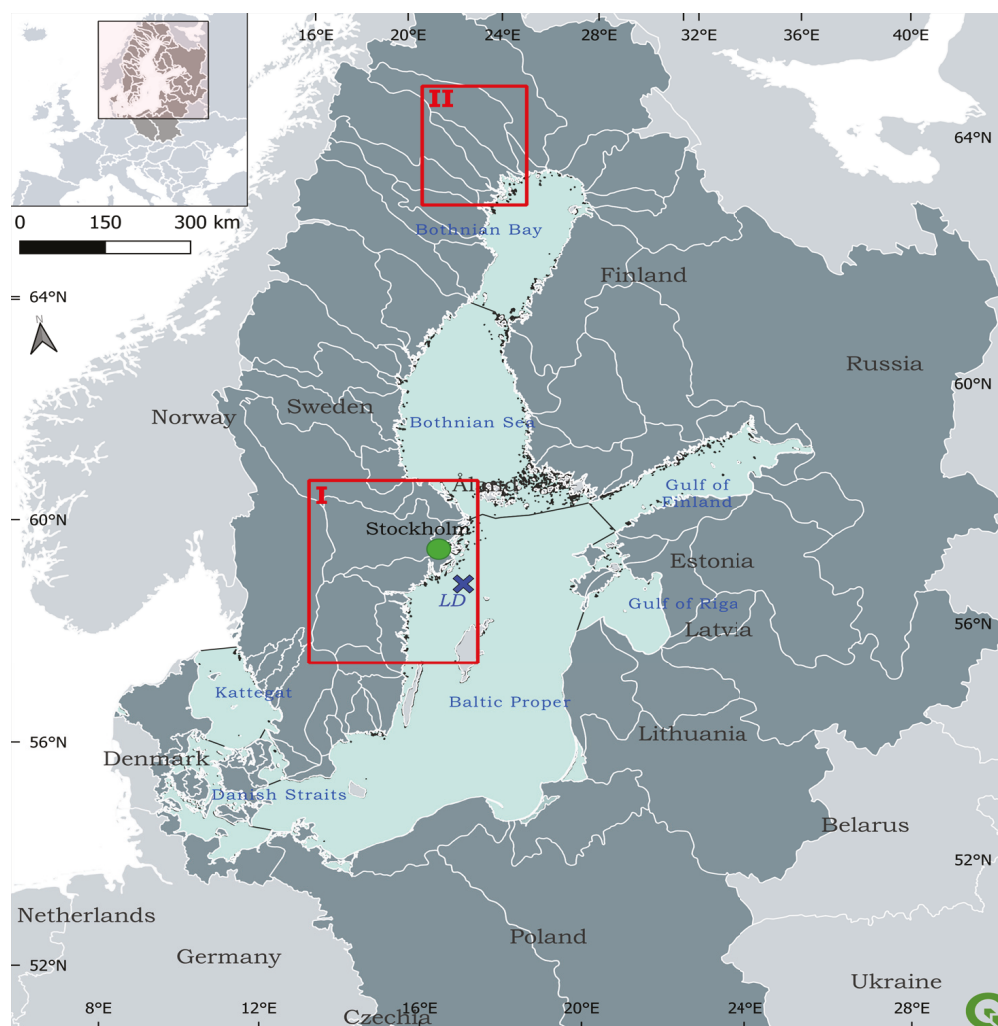 16°E 20°E 24°E 28°E 32°E 36°E 40°E
II
64°N
0 150 300 km
Bothnian Bay
Finland
64°N
N
Russia
60°N
Norway
Sweden
Bothnian Sea
Åland
I
Gulf of
Finland
60°N
Stockholm
Estonia
LD
Gulf of Riga
56°N
Latvia
Kattegat
Baltic Proper
Lithuania
56°N
Denmark
Danish Straits
Belarus
52°N
Netherlands
Poland
Germany
52°N
Ukraine
8°E 12°E 16°E 20°E 24°E 28°E
Czechia